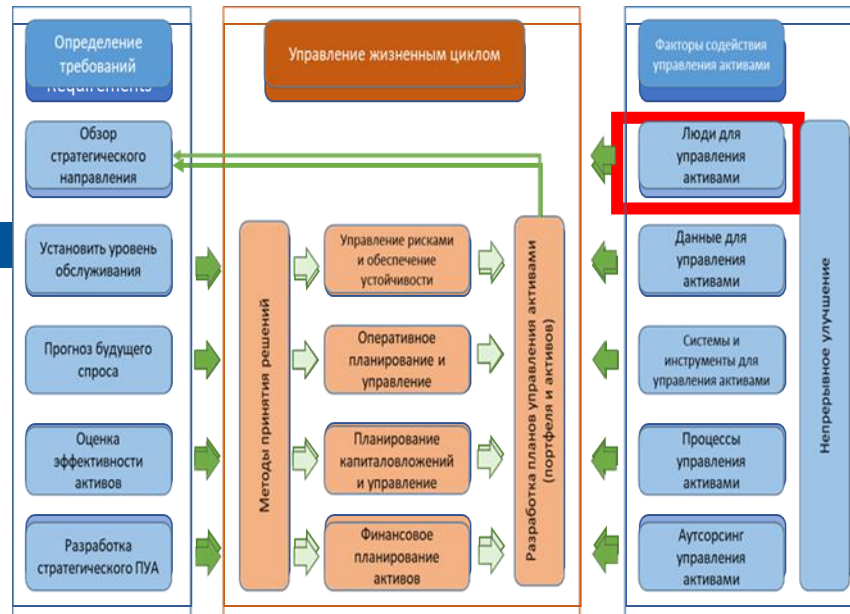 Определение
требований
Requirements
Обзор
стратегического
направления
Установить уровень
обслуживания
Прогноз будущего
спроса
Оценка
эффективности
активов
Разработка
стратегического ПУА
Управление жизненным циклом
Методы принятия решений
Управление рисками
и обеспечение
устойчивости
Оперативное
планирование и
управление
Планирование
капиталовложений
и управление
Финансовое
планирование
активов
Разработка планов управления активами
(портфеля и активов)
Факторы содействия
управления активами
Люди для
управления
активами
Данные для
управления
активами
Системы и
инструменты для
управления активами
Процессы
управления
активами
Аутсорсинг
управления
активами
Непрерывное улучшение